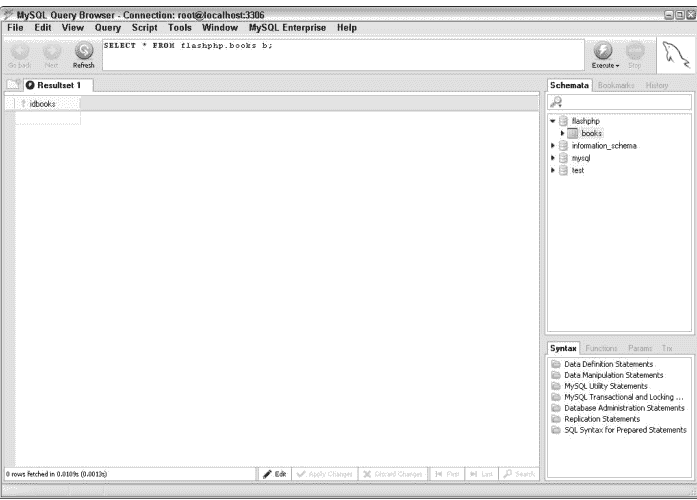 MySQL Query Browser - Connection: root@localhost:3306
File Edit View Query Script Tools Window MySQL Enterprise Help
Go back Next Refresh
SELECT * FROM flashphp.books b;
Execute Stop
Resultset 1
idbooks
Schemata Bookmarks History
flashphp
books
information_schema
mysql
test
Syntax Functions Params Trx
Data Definition Statements
Data Manipulation Statements
MySQL Utility Statements
MySQL Transactional and Locking ...
Database Administration Statements
Replication Statements
SQL Syntax for Prepared Statements
0 rows fetched in 0.0109s (0.0013s)
Edit Apply Changes Discard Changes First Last Search